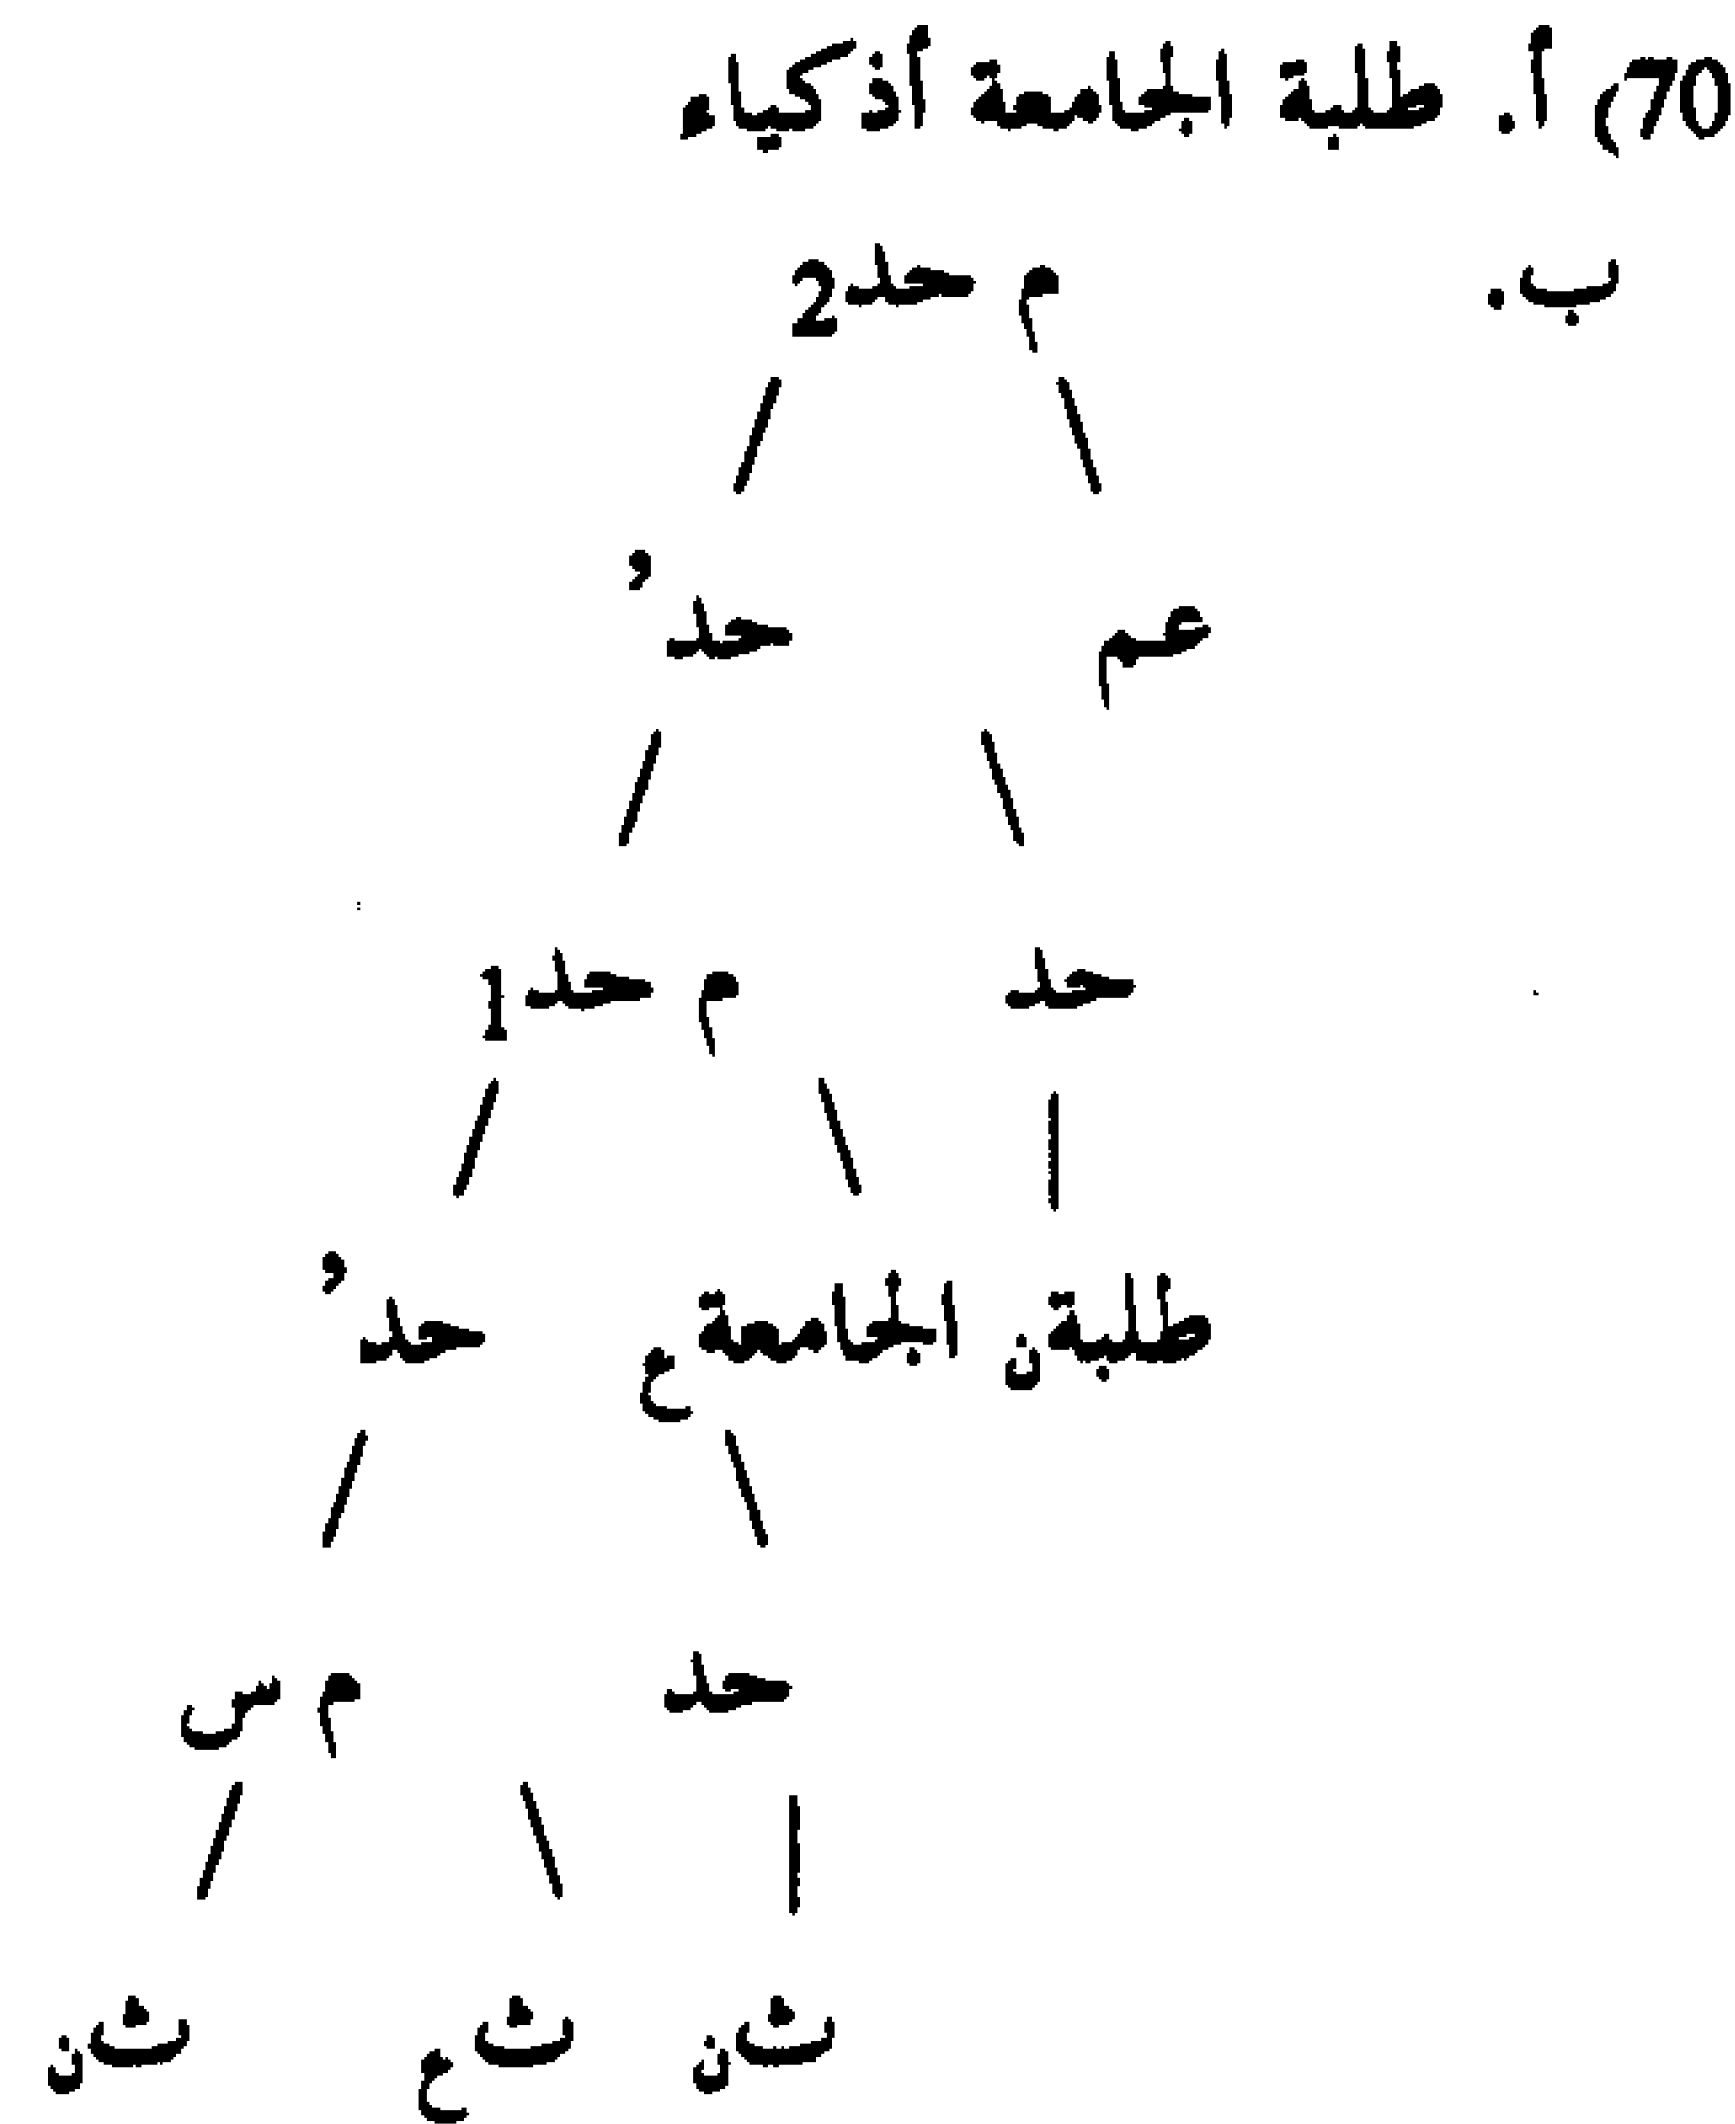 70) أ. طلبة الجامعة أذكياء
ب. م حد2
عم حد’
حد م حد1
طلبةن الجامعةع حد’
حد م س
ثن ثع ثن